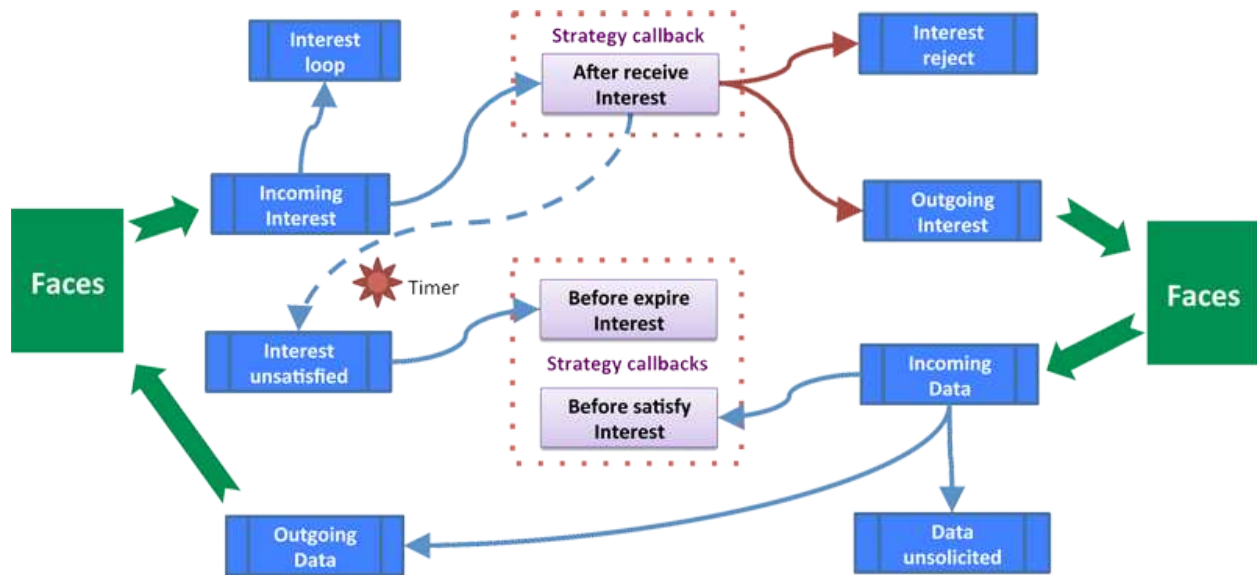 Interest
loop
Strategy callback
After receive
Interest
Interest
reject
Incoming
Interest
Outgoing
Interest
Faces
Timer
Before expire
Interest
Faces
Interest
unsatisfied
Strategy callbacks
Incoming
Data
Before satisfy
Interest
Outgoing
Data
Data
unsolicited